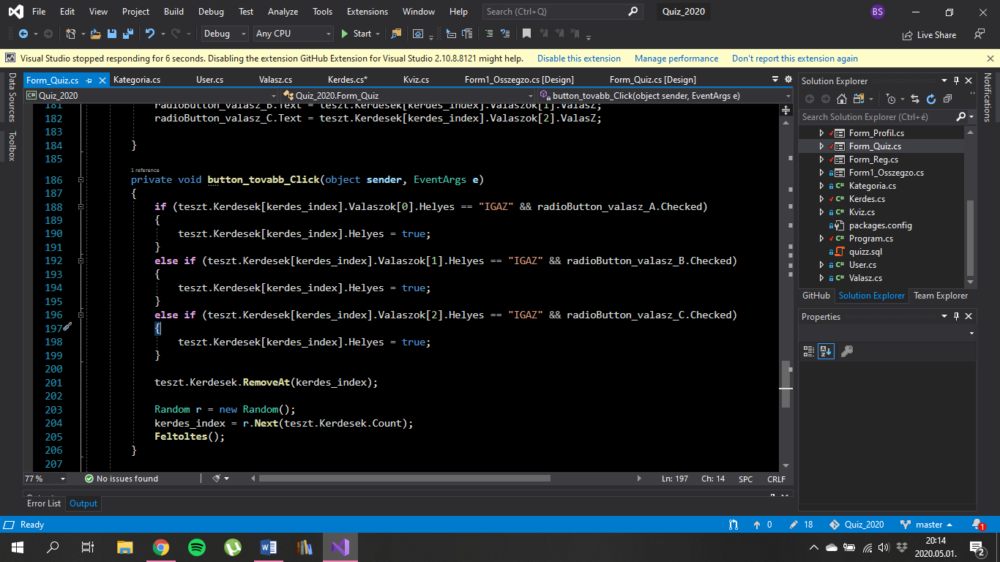 File Edit View Project Build Debug Test Analyze Tools Extensions Window Help Search (Ctrl+Q) Quiz_2020 BS
Debug Any CPU Start Live Share
Visual Studio stopped responding for 6 seconds. Disabling the extension GitHub Extension for Visual Studio 2.10.8.8121 might help. Disable this extension Manage performance Don't report this extension again
Data Sources
Toolbox
Form_Quiz.cs Kategoria.cs User.cs Valasz.cs Kerdes.cs* Kviz.cs Form1_Osszegzo.cs [Design] Form_Quiz.cs [Design]
Quiz_2020 Quiz_2020.Form_Quiz button_tovabb_Click(object sender, EventArgs e)
181 radioButton_valasz_B.Text = teszt.Kerdesek[kerdes_index].Valaszok[1].ValasZ;
182 radioButton_valasz_C.Text = teszt.Kerdesek[kerdes_index].Valaszok[2].ValasZ;
183
184 }
185
1 reference
186 private void button_tovabb_Click(object sender, EventArgs e)
187 {
188 if (teszt.Kerdesek[kerdes_index].Valaszok[0].Helyes == "IGAZ" && radioButton_valasz_A.Checked)
189 {
190 teszt.Kerdesek[kerdes_index].Helyes = true;
191 }
192 else if (teszt.Kerdesek[kerdes_index].Valaszok[1].Helyes == "IGAZ" && radioButton_valasz_B.Checked)
193 {
194 teszt.Kerdesek[kerdes_index].Helyes = true;
195 }
196 else if (teszt.Kerdesek[kerdes_index].Valaszok[2].Helyes == "IGAZ" && radioButton_valasz_C.Checked)
197 {
198 teszt.Kerdesek[kerdes_index].Helyes = true;
199 }
200
201 teszt.Kerdesek.RemoveAt(kerdes_index);
202
203 Random r = new Random();
204 kerdes_index = r.Next(teszt.Kerdesek.Count);
205 Feltoltes();
206 }
207
77 % No issues found Ln: 197 Ch: 14 SPC CRLF
Error List Output
Solution Explorer
Search Solution Explorer (Ctrl+é)
Form_Profil.cs
Form_Quiz.cs
Form_Reg.cs
Form1_Osszegzo.cs
C# Kategoria.cs
C# Kerdes.cs
C# Kviz.cs
packages.config
C# Program.cs
quizz.sql
C# User.cs
C# Valasz.cs
GitHub Solution Explorer Team Explorer
Properties
Notifications
Ready 0 18 Quiz_2020 master 1
20:14
2020.05.01. 2